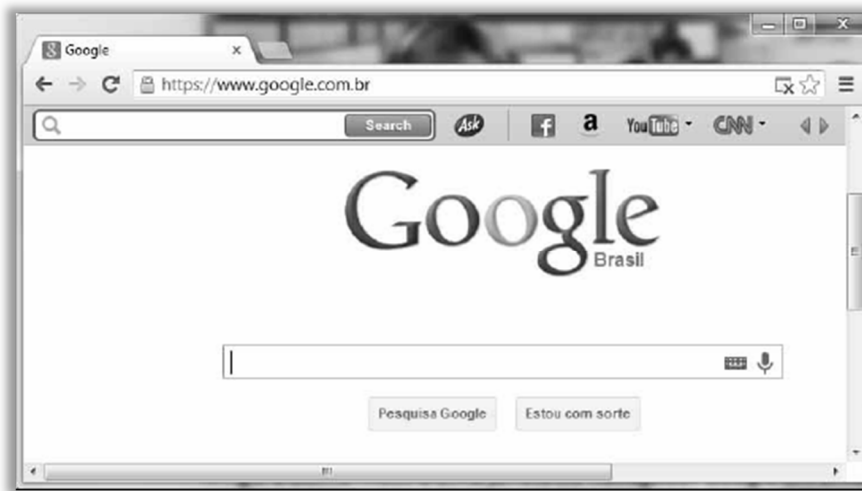 Google
https://www.google.com.br
Search Ask f a YouTube CNN
Google
Brasil
Pesquisa Google Estou com sorte